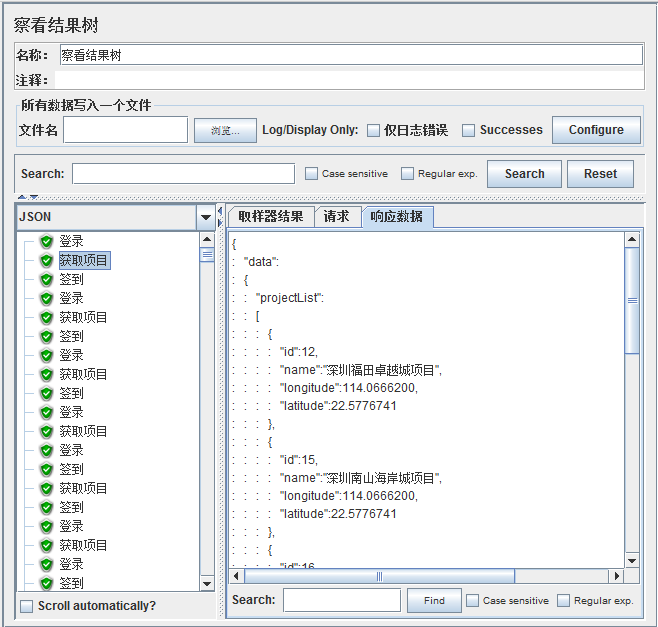 察看结果树
名称： 察看结果树
注释：
所有数据写入一个文件
文件名 浏览... Log/Display Only: 仅日志错误 Successes Configure
Search: Case sensitive Regular exp. Search Reset
JSON
登录
获取项目
签到
登录
获取项目
签到
登录
获取项目
签到
登录
获取项目
登录
签到
获取项目
签到
登录
获取项目
登录
签到
Scroll automatically?
取样器结果 请求 响应数据
{
: "data":
: {
: : "projectList":
: : [
: : : {
: : : : "id":12,
: : : : "name":"深圳福田卓越城项目",
: : : : "longitude":114.0666200,
: : : : "latitude":22.5776741
: : : },
: : : {
: : : : "id":15,
: : : : "name":"深圳南山海岸城项目",
: : : : "longitude":114.0666200,
: : : : "latitude":22.5776741
: : : },
: : : {
: : : : "id":16
Search: Find Case sensitive Regular exp.